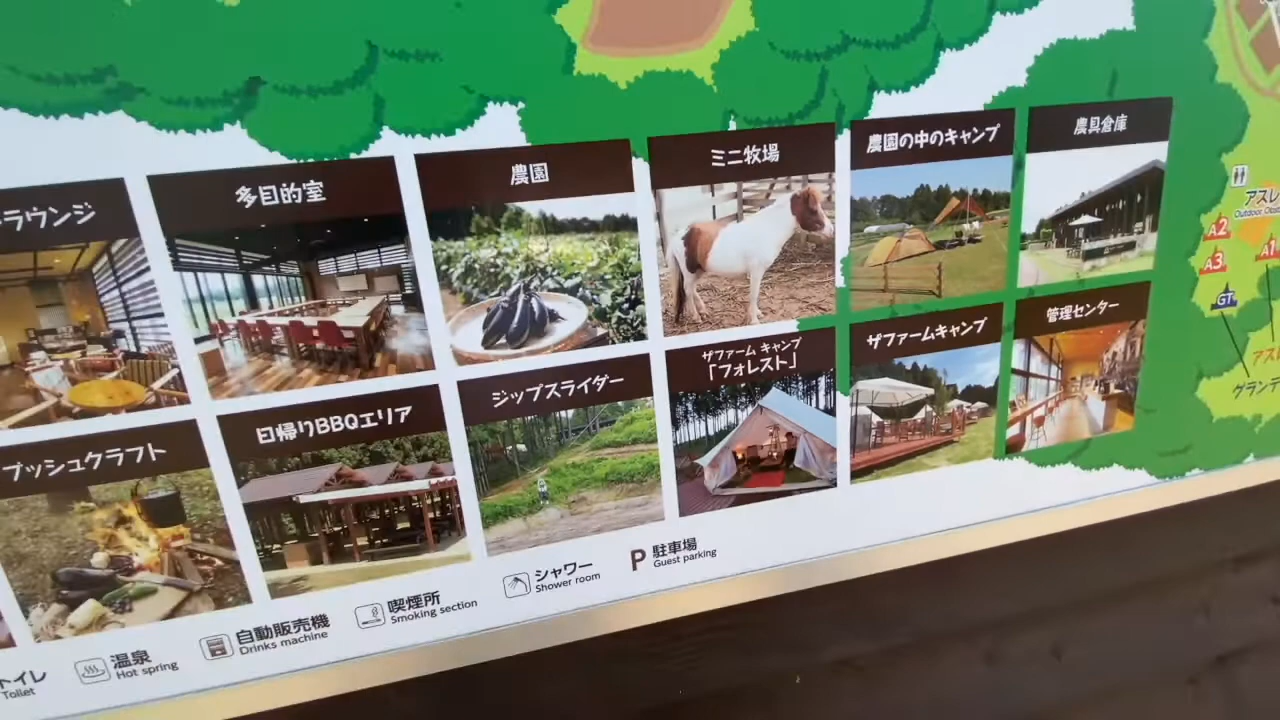 ラウンジ
多目的室
農園
ミニ牧場
農園の中のキャンプ
農具倉庫
ブッシュクラフト
日帰りBBQエリア
ジップスライダー
ザファーム キャンプ
「フォレスト」
ザファームキャンプ
管理センター
トイレ
Toilet
温泉
Hot spring
自動販売機
Drinks machine
喫煙所
Smoking section
シャワー
Shower room
P 駐車場
Guest parking
アスレ
Outdoor
A2
A3
A1
GT
アス
グランデ